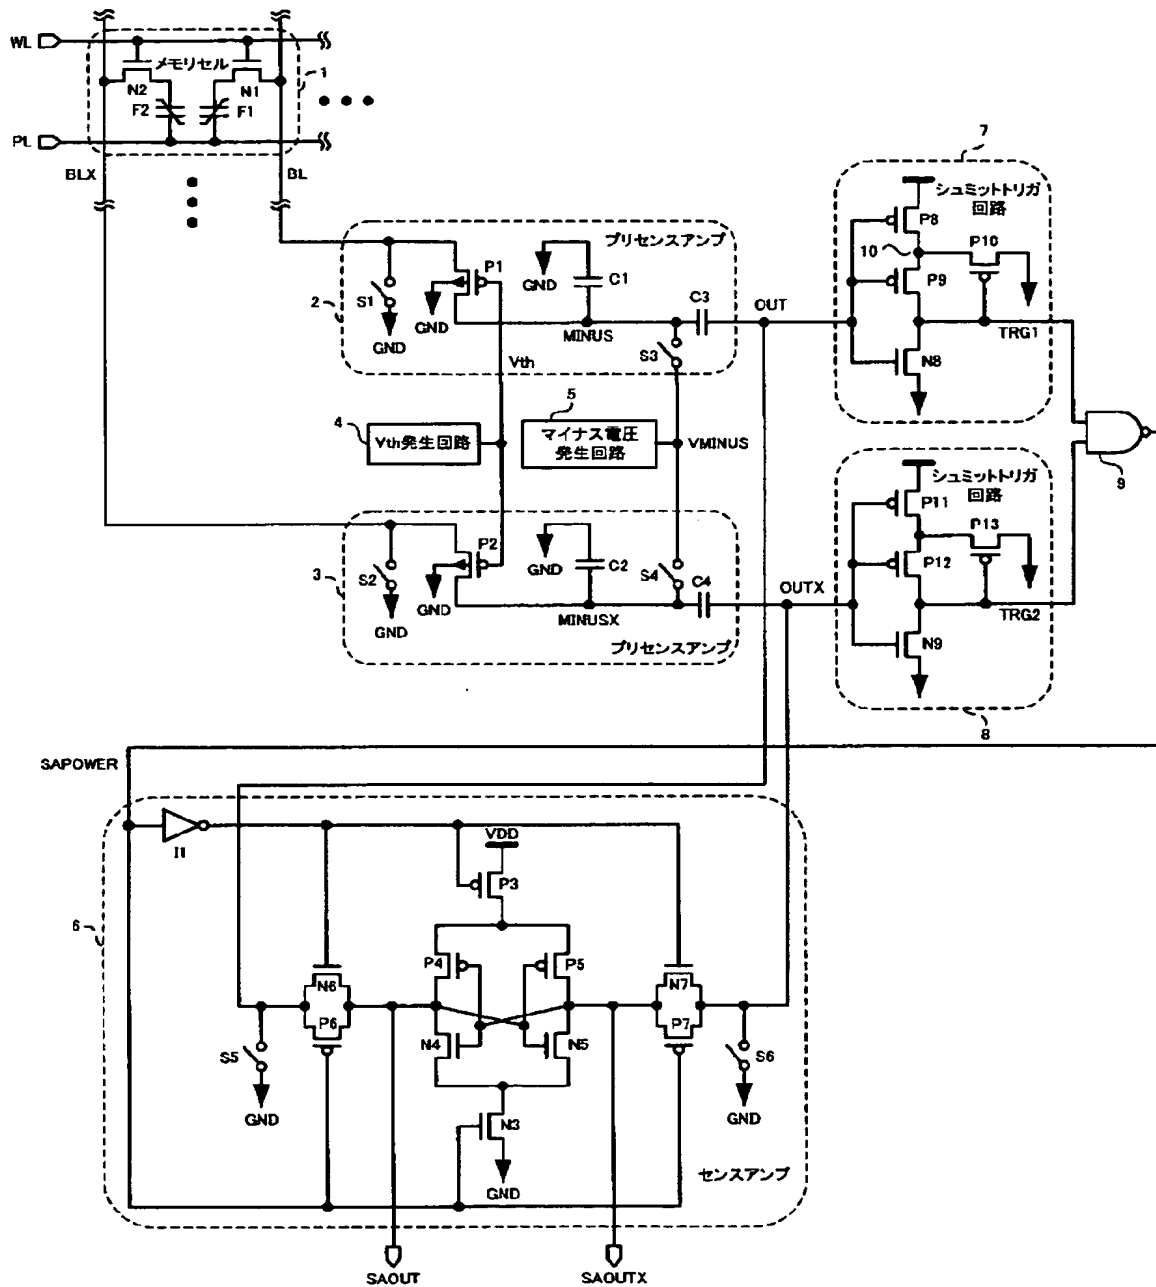 WL
メモリセル
1
N2
N1
F2
F1
PL
BLX
BL
7
シュミットトリガ
回路
P8
10
P10
P9
TRG1
N8
プリセンスアンプ
2
S1
GND
P1
GND
GND
C1
C3
OUT
MINUS
S3
Vth
4
Vth発生回路
5
マイナス電圧
発生回路
VMINUS
9
シュミットトリガ
回路
P11
P13
P12
TRG2
N9
8
3
S2
GND
P2
GND
GND
C2
S4
C4
OUTX
MINUSX
プリセンスアンプ
SAPOWER
I1
VDD
P3
6
P4
P5
N6
P6
N7
P7
N4
N5
S5
GND
S6
GND
N3
GND
センスアンプ
SAOUT
SAOUTX